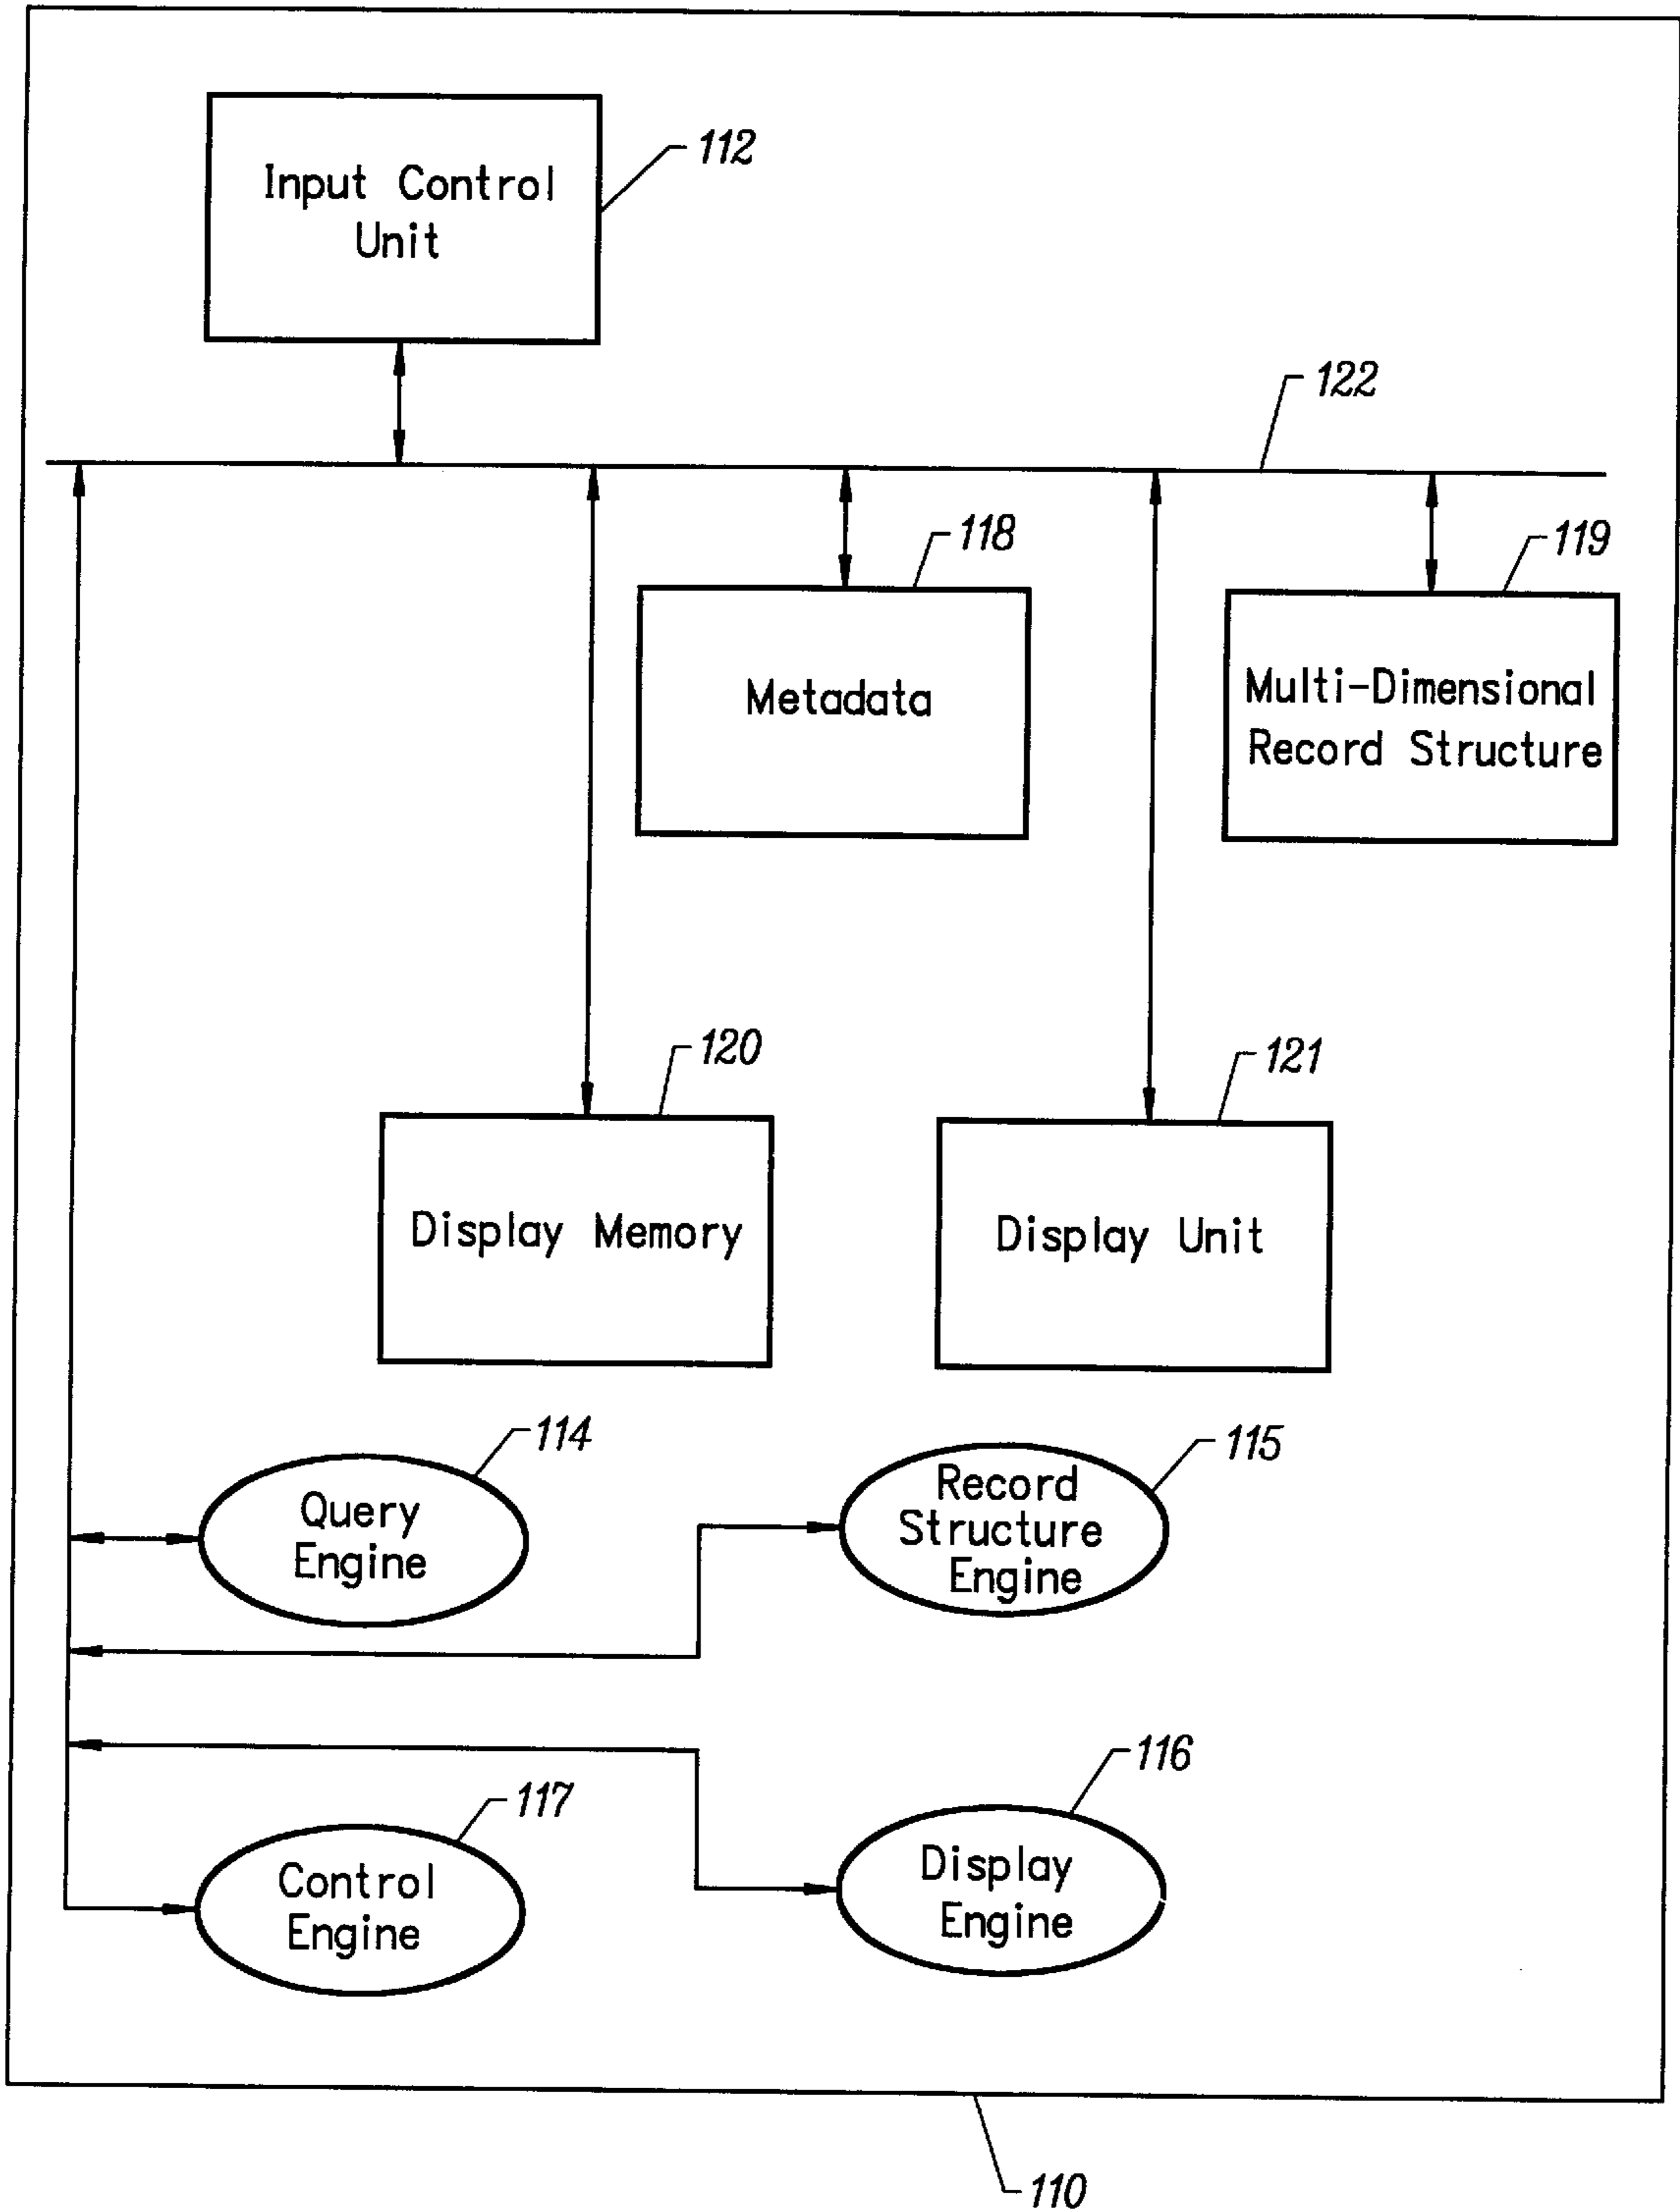 112
Input Control
Unit
122
118
119
Metadata
Multi-Dimensional
Record Structure
120
121
Display Memory
Display Unit
114
115
Query
Engine
Record
Structure
Engine
116
117
Control
Engine
Display
Engine
110